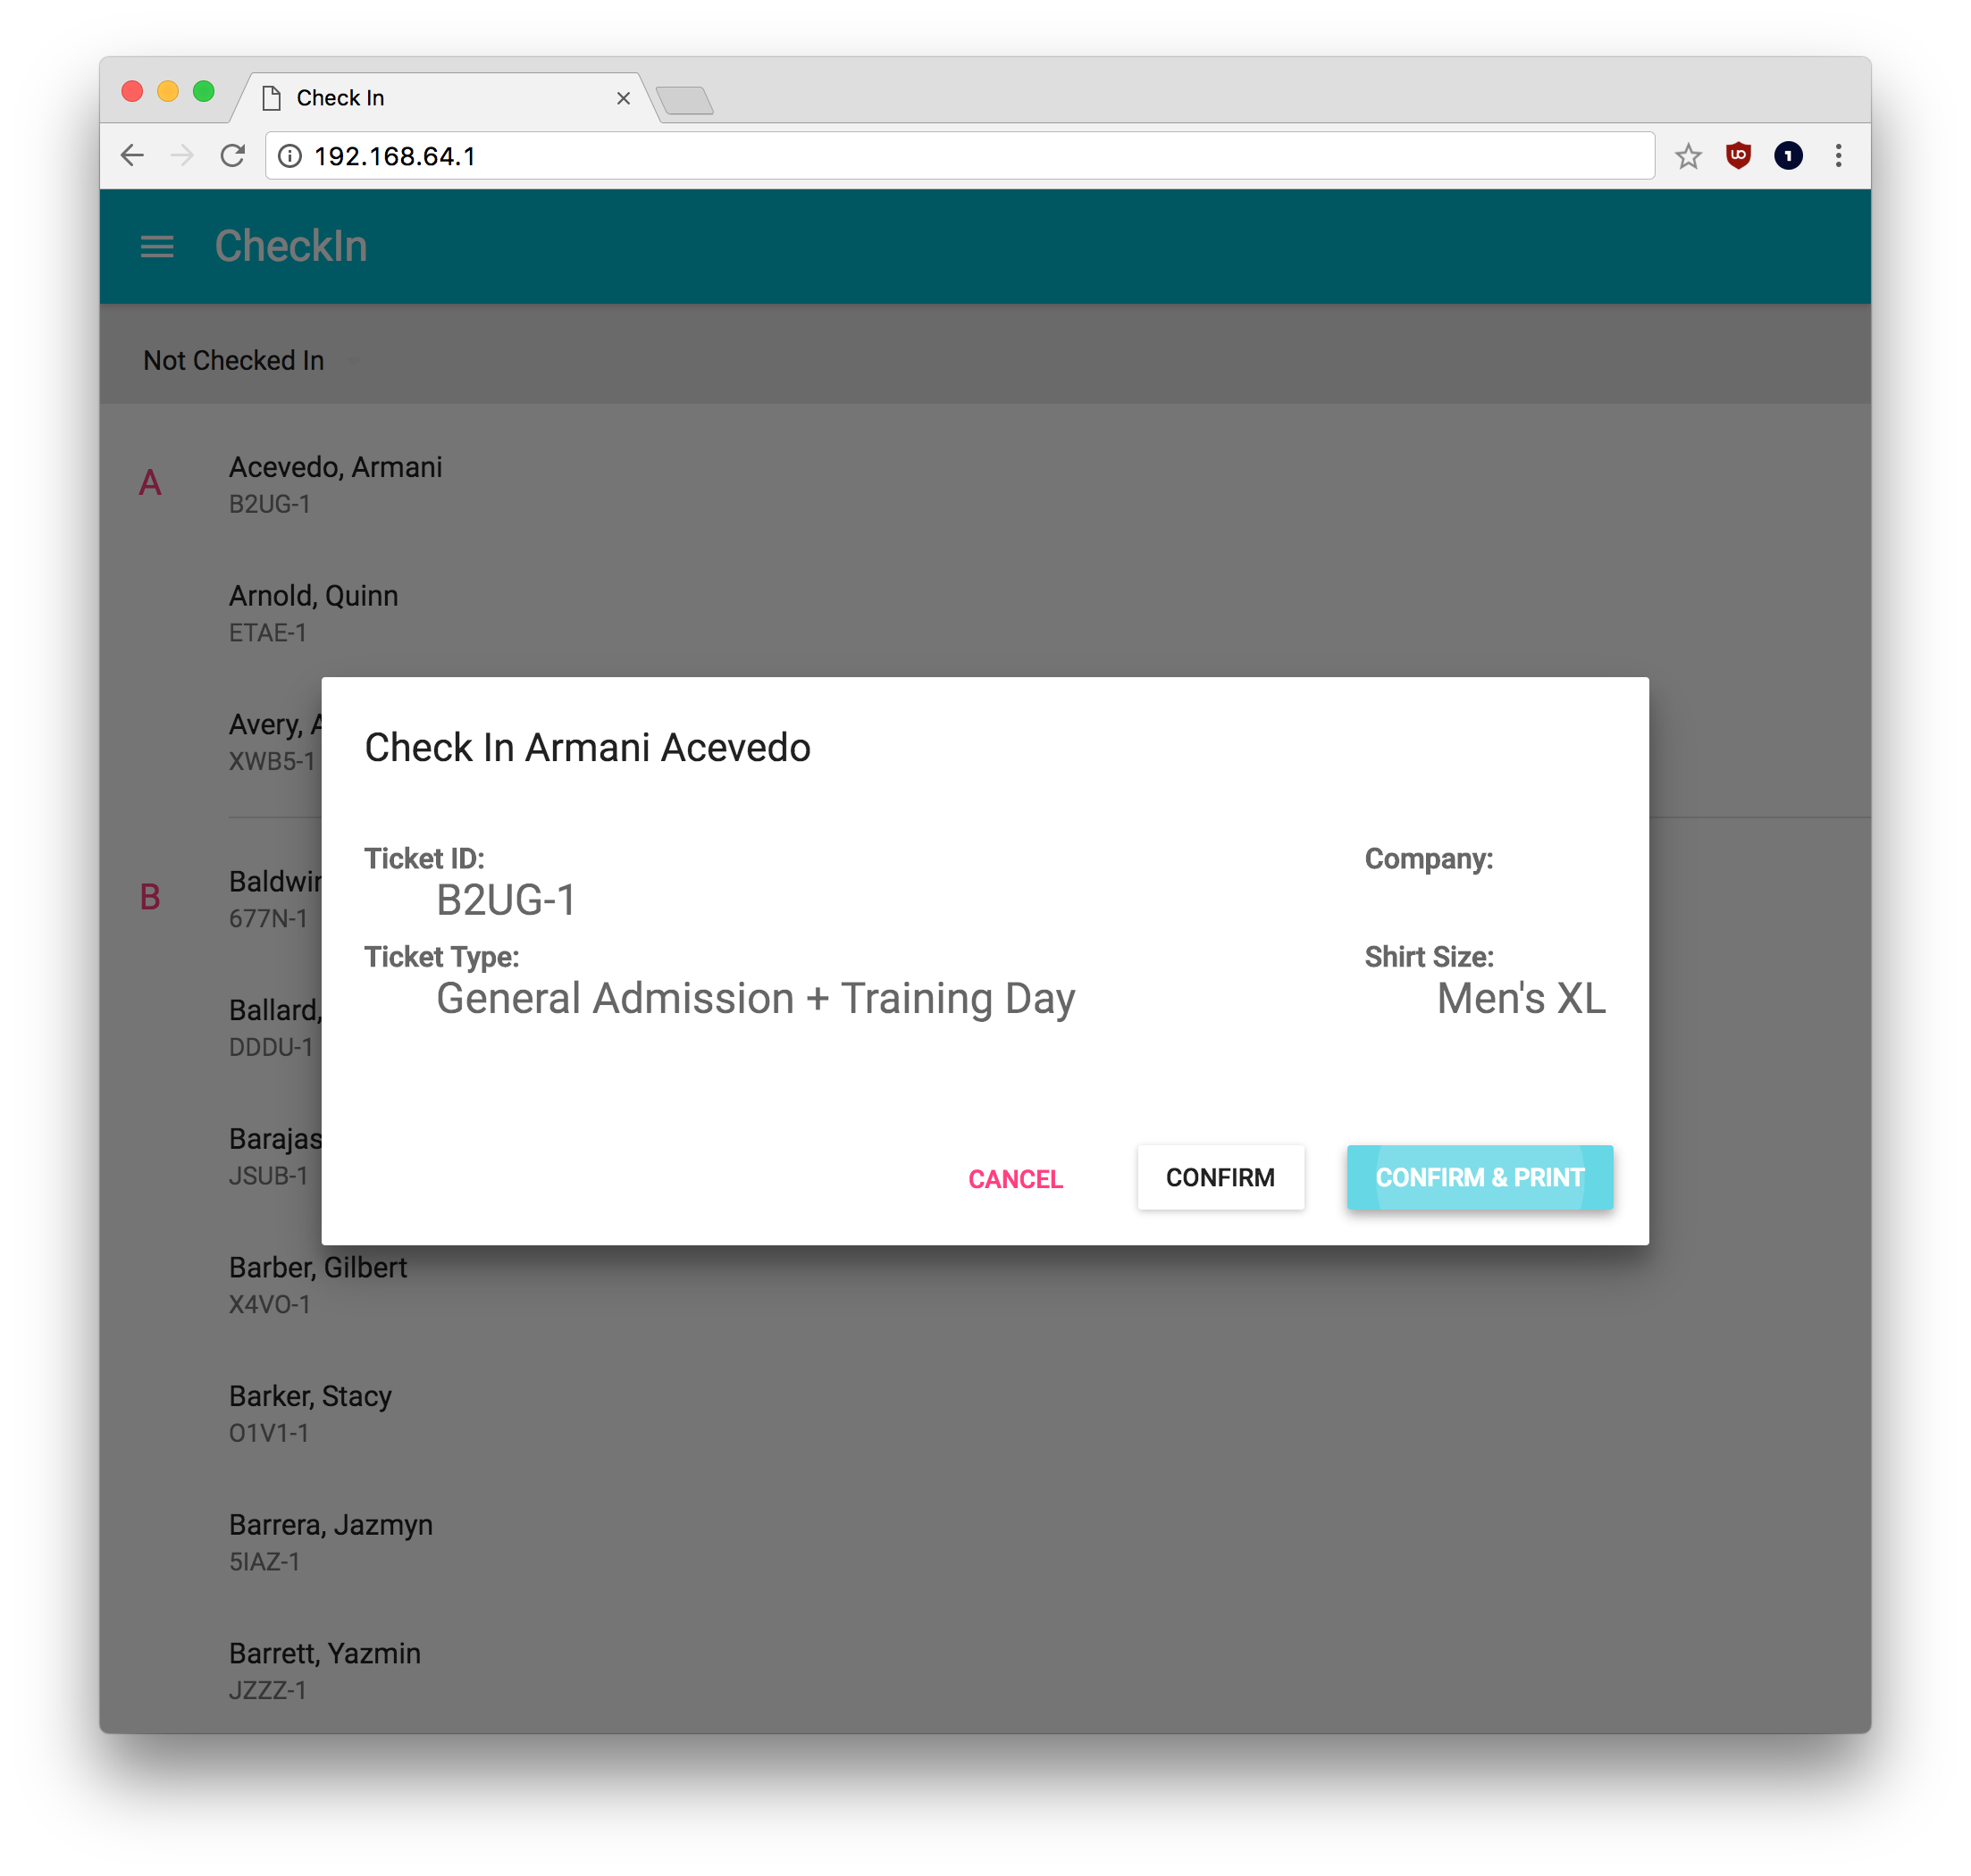 Check In
192.168.64.1
CheckIn
Not Checked In
A
Acevedo, Armani
B2UG-1
Arnold, Quinn
ETAE-1
Avery, A
XWB5-1
Check In Armani Acevedo
Ticket ID:
B2UG-1
Company:
Ticket Type:
General Admission + Training Day
Shirt Size:
Men's XL
CANCEL
CONFIRM
CONFIRM & PRINT
B
Baldwin
677N-1
Ballard,
DDDU-1
Barajas
JSUB-1
Barber, Gilbert
X4VO-1
Barker, Stacy
O1V1-1
Barrera, Jazmyn
5IAZ-1
Barrett, Yazmin
JZZZ-1